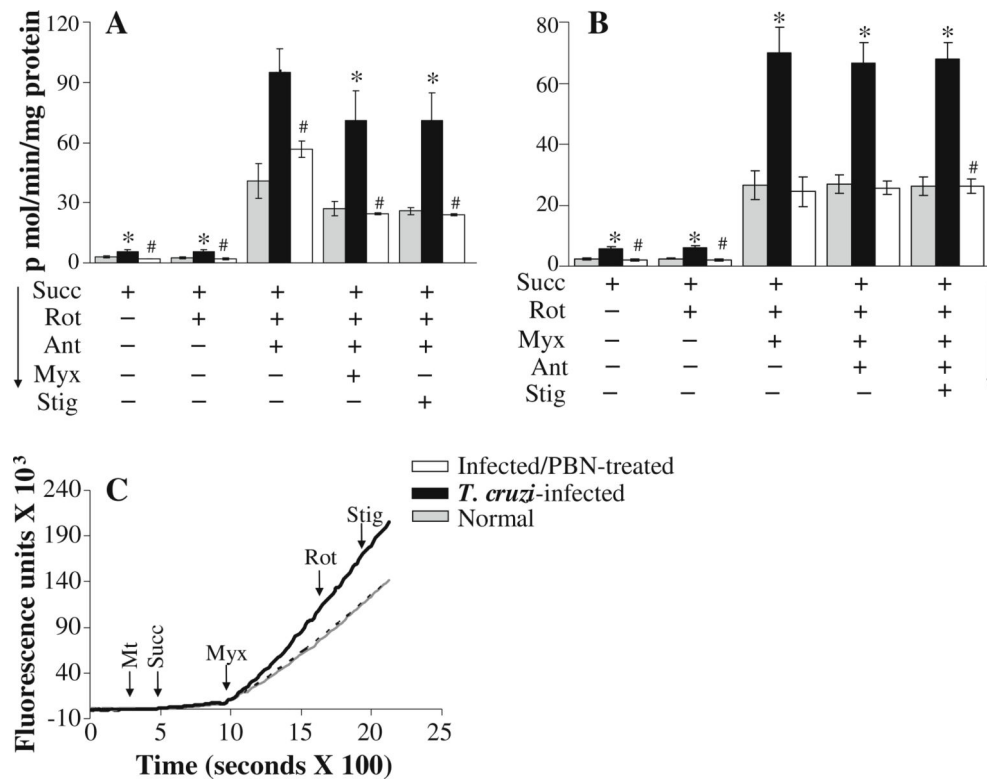 A
p mol/min/mg protein
120
90
60
30
0
* # * # # * # * #
Succ + + + + +
Rot – + + + +
Ant – – + + +
Myx – – – + –
Stig – – – – +
B
80
60
40
20
0
* # * # * * * #
Succ + + + + +
Rot – + + + +
Myx – – + + +
Ant – – – + +
Stig – – – – +
Infected/PBN-treated
T. cruzi-infected
Normal
C
Fluorescence units X 10³
240
190
140
90
40
-10
Mt
Succ
Myx
Rot
Stig
0 5 10 15 20 25
Time (seconds X 100)